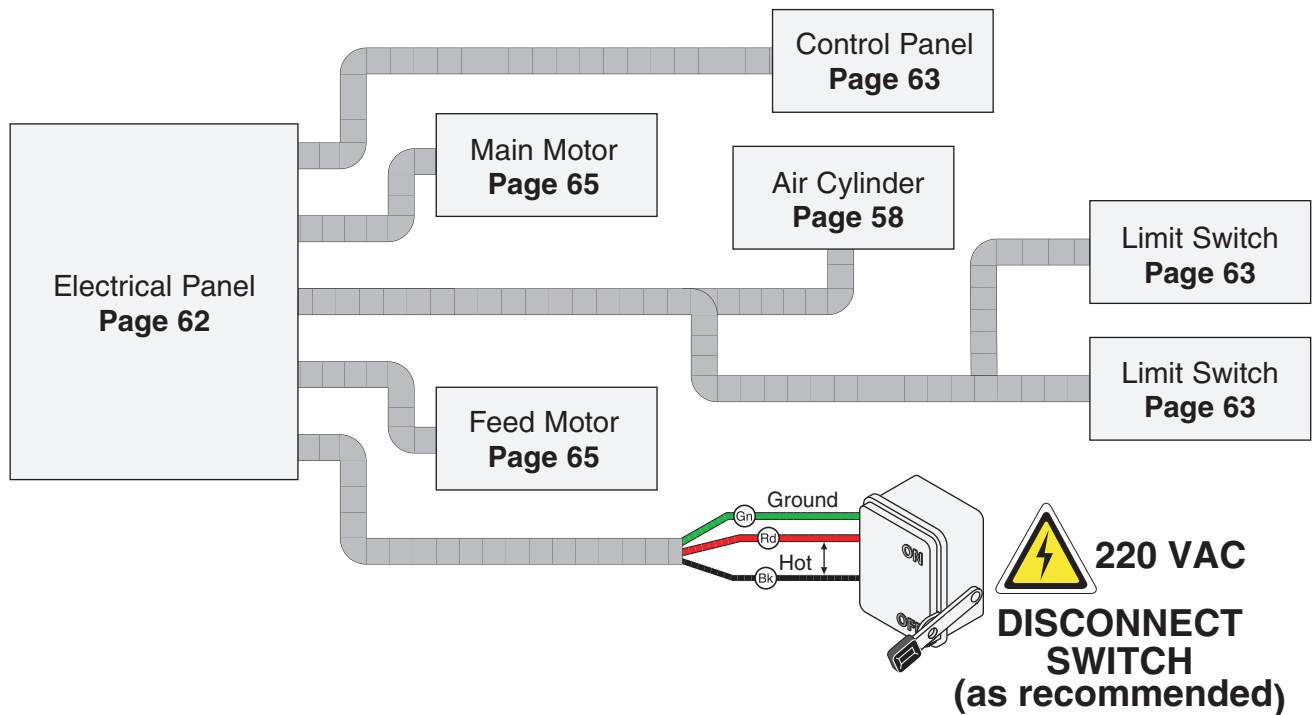 Control Panel
Page 63
Main Motor
Page 65
Air Cylinder
Page 58
Limit Switch
Page 63
Electrical Panel
Page 62
Limit Switch
Page 63
Feed Motor
Page 65
Ground
Gn
Rd
Hot
Bk
ON
OFF
220 VAC
DISCONNECT
SWITCH
(as recommended)